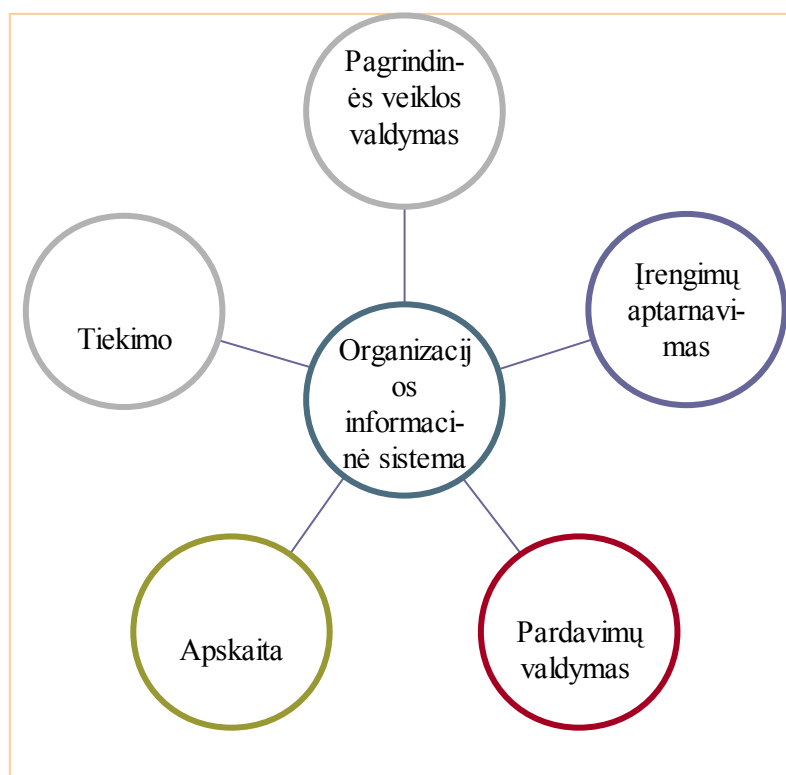 Pagrindin-
ės veiklos
valdymas
Įrengimų
aptarnavi-
mas
Tiekimo
Organizacij
os
informaci-
nė sistema
Apskaita
Pardavimų
valdymas